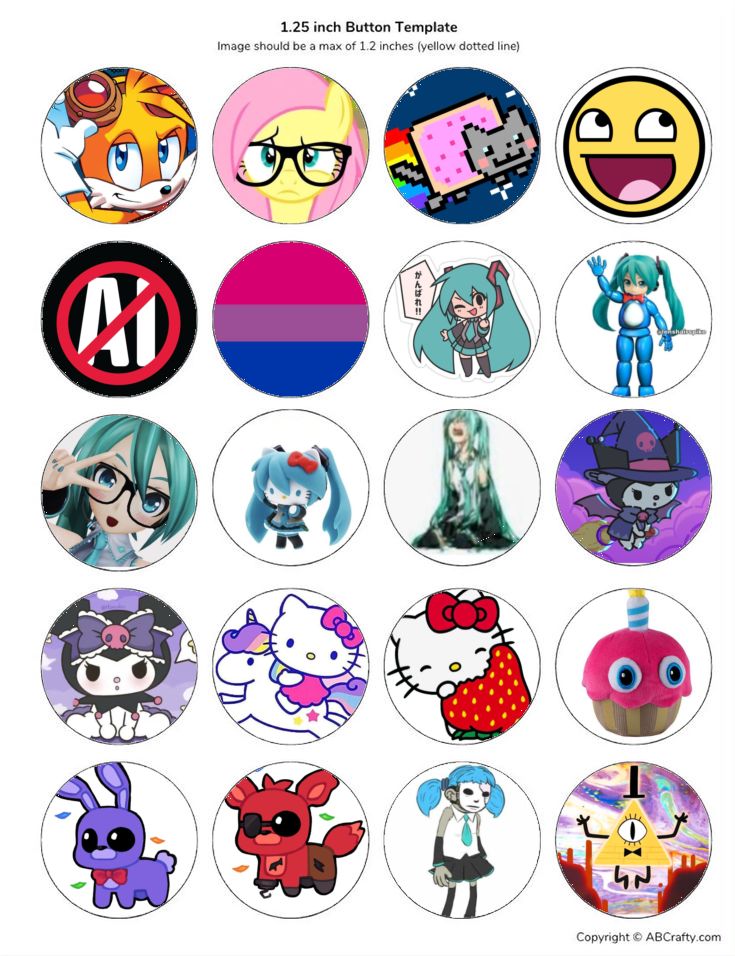 1.25 inch Button Template
Image should be a max of 1.2 inches (yellow dotted line)
AI
がんばれ!!
Copyright © ABCrafty.com